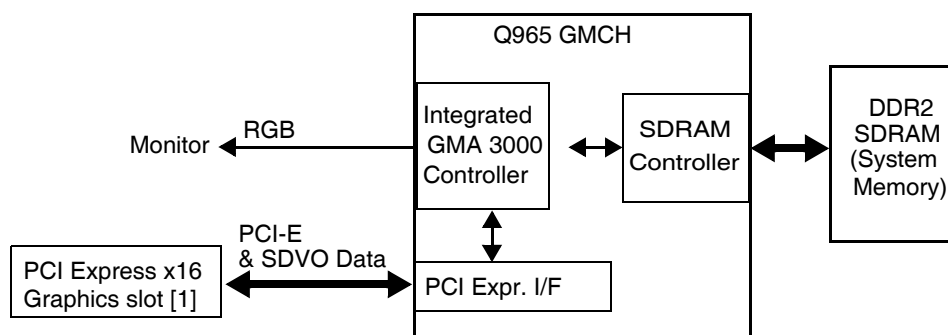 Q965 GMCH
Integrated
GMA 3000
Controller
SDRAM
Controller
DDR2
SDRAM
(System
Memory)
Monitor
RGB
PCI-E
& SDVO Data
PCI Express x16
Graphics slot [1]
PCI Expr. I/F